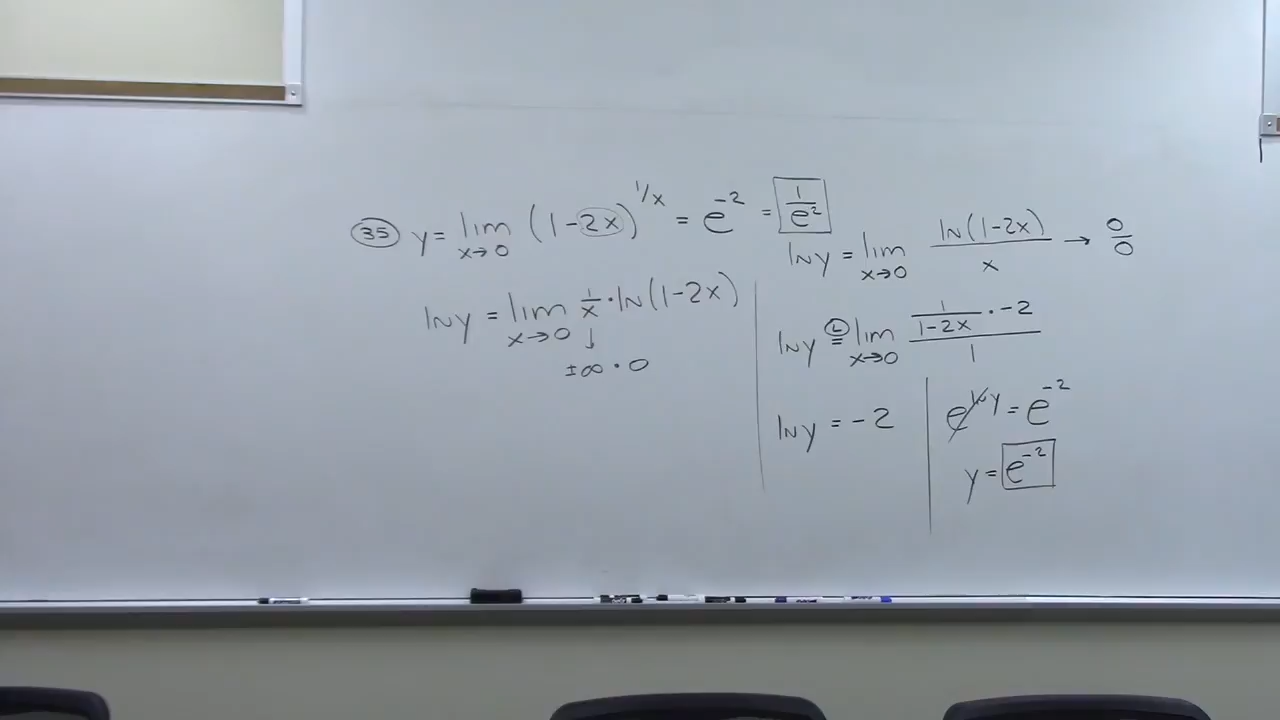 35 y = lim x→0 (1-2x)^1/x = e^-2 = 1/e^2
ln y = lim x→0 1/x · ln(1-2x)
↓
±∞ · 0
ln y = lim x→0 ln(1-2x)/x → 0/0
ln y =(L) lim x→0 (1/(1-2x) · -2)/1
ln y = -2
e^ln y = e^-2
y = e^-2